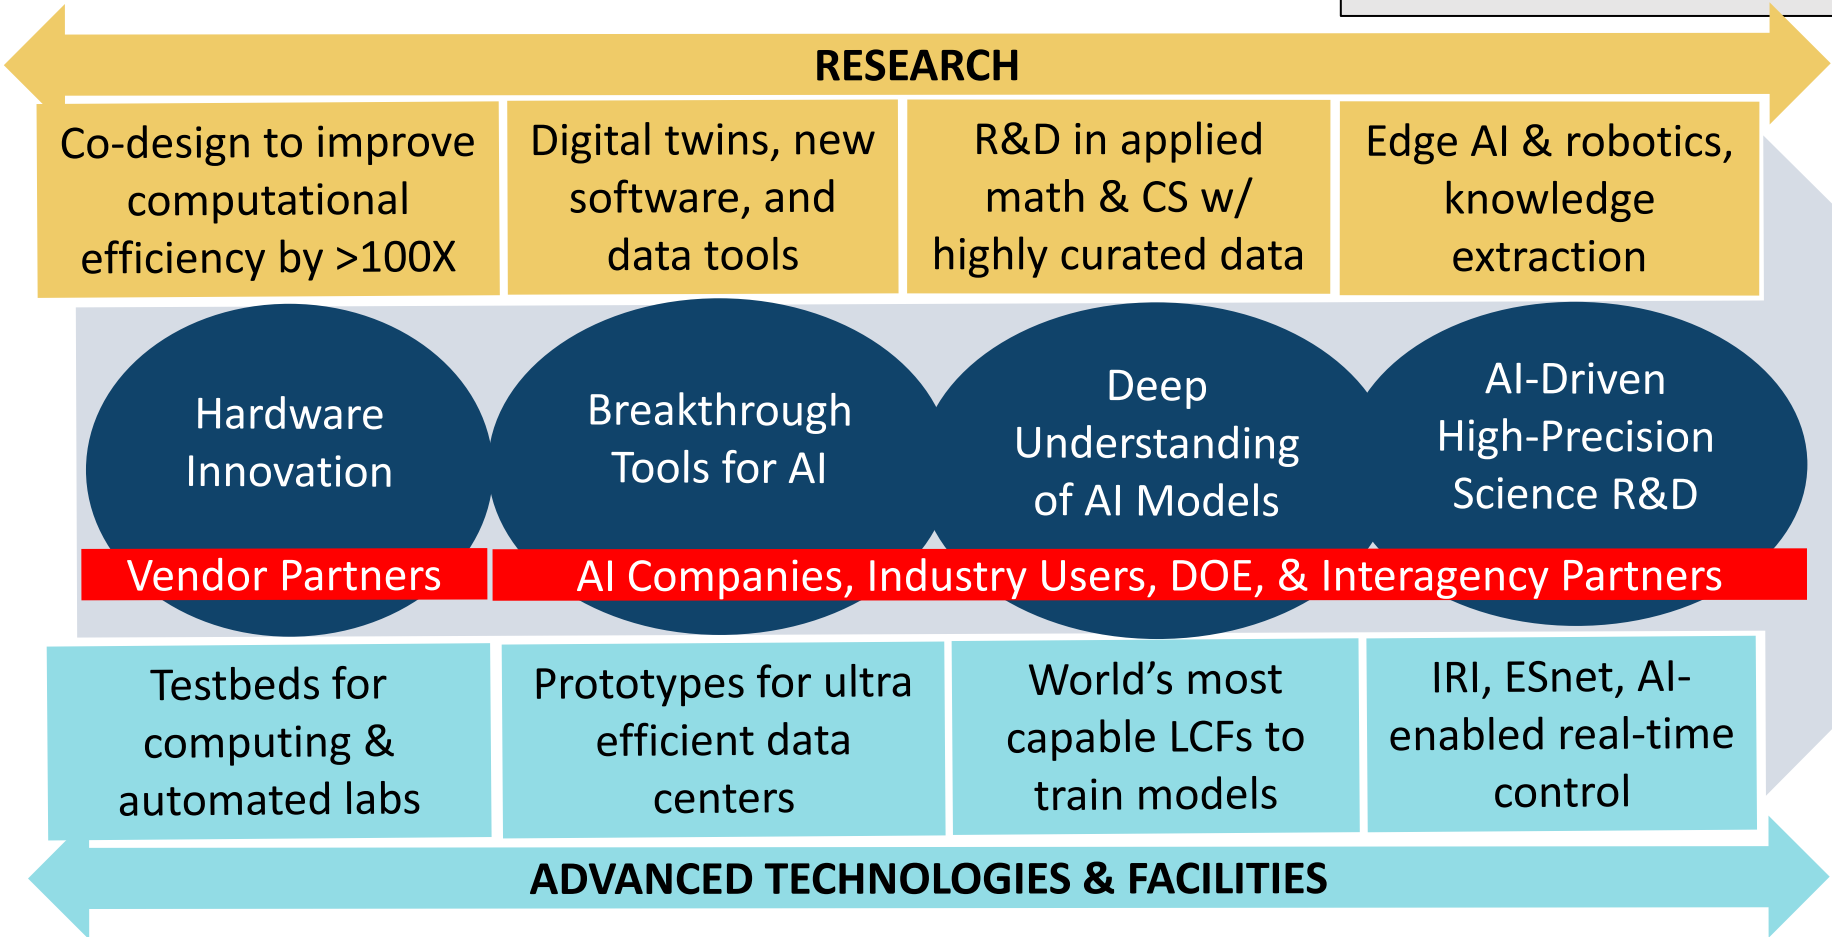 RESEARCH
Co-design to improve
computational
efficiency by >100X
Digital twins, new
software, and
data tools
R&D in applied
math & CS w/
highly curated data
Edge AI & robotics,
knowledge
extraction
Hardware
Innovation
Breakthrough
Tools for AI
Deep
Understanding
of AI Models
AI-Driven
High-Precision
Science R&D
Vendor Partners
AI Companies, Industry Users, DOE, & Interagency Partners
Testbeds for
computing &
automated labs
Prototypes for ultra
efficient data
centers
World’s most
capable LCFs to
train models
IRI, ESnet, AI-
enabled real-time
control
ADVANCED TECHNOLOGIES & FACILITIES